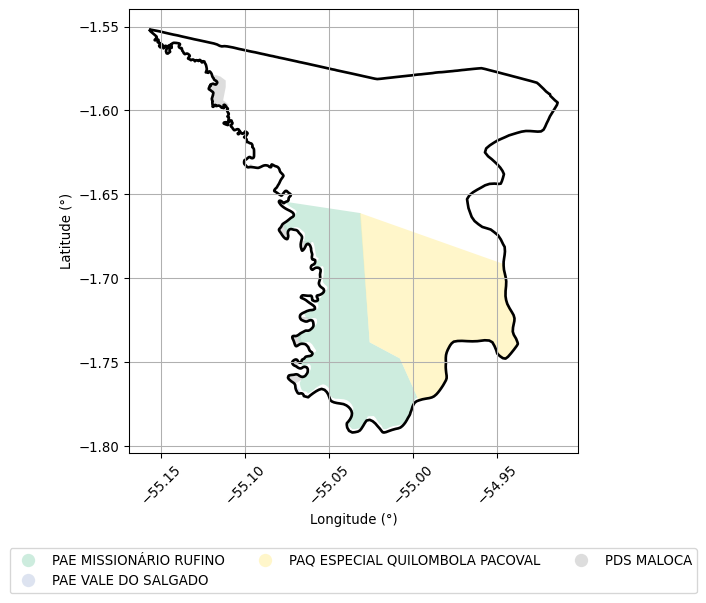 −1.55
−1.60
−1.65
−1.70
−1.75
−1.80
Latitude (°)
−55.15
−55.10
−55.05
−55.00
−54.95
Longitude (°)
PAE MISSIONÁRIO RUFINO
PAE VALE DO SALGADO
PAQ ESPECIAL QUILOMBOLA PACOVAL
PDS MALOCA